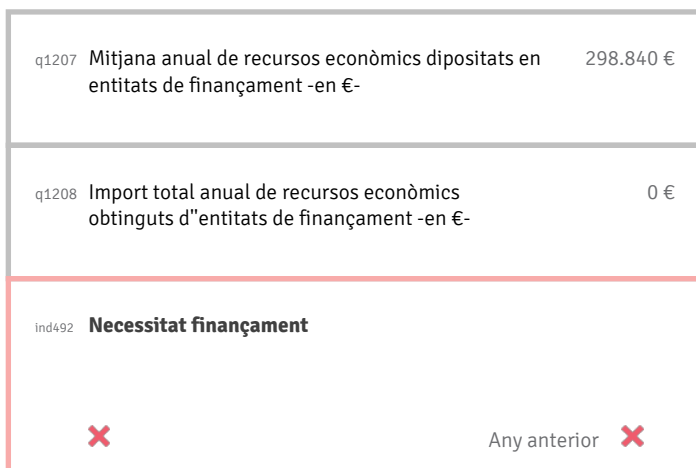 q1207 Mitjana anual de recursos econòmics dipositats en 298.840 €
entitats de finançament -en €-
q1208 Import total anual de recursos econòmics 0 €
obtinguts d"entitats de finançament -en €-
ind492 Necessitat finançament
Any anterior